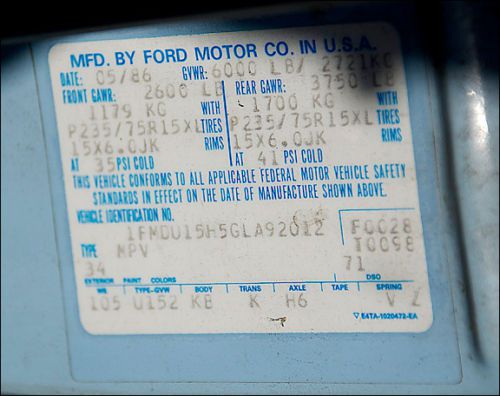 MFD. BY FORD MOTOR CO. IN U.S.A.
DATE: 05/86 GVWR: 6000 LB/ 2721KG
FRONT GAWR: 2600 LB REAR GAWR: 3750 LB
1179 KG WITH 1700 KG WITH
P235/75R15XL TIRES P235/75R15XL TIRES
15X6.0JK RIMS 15X6.0JK RIMS
AT 35 PSI COLD AT 41 PSI COLD
THIS VEHICLE CONFORMS TO ALL APPLICABLE FEDERAL MOTOR VEHICLE SAFETY
STANDARDS IN EFFECT ON THE DATE OF MANUFACTURE SHOWN ABOVE.
VEHICLE IDENTIFICATION NO.
1FMDU15H5GLA92012 F0028
TYPE MPV T0098
34 71
EXTERIOR PAINT COLORS DSO
WB TYPE-GVW BODY TRANS AXLE TAPE SPRING
105 U152 KB K H6 V Z
E4TA-1520472-EA